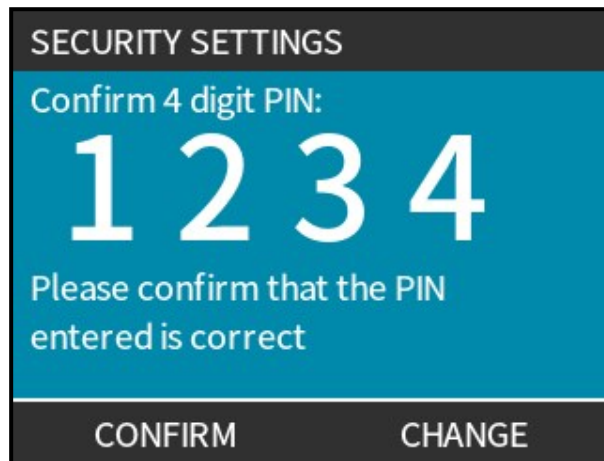 SECURITY SETTINGS
Confirm 4 digit PIN:
1 2 3 4
Please confirm that the PIN
entered is correct
CONFIRM CHANGE